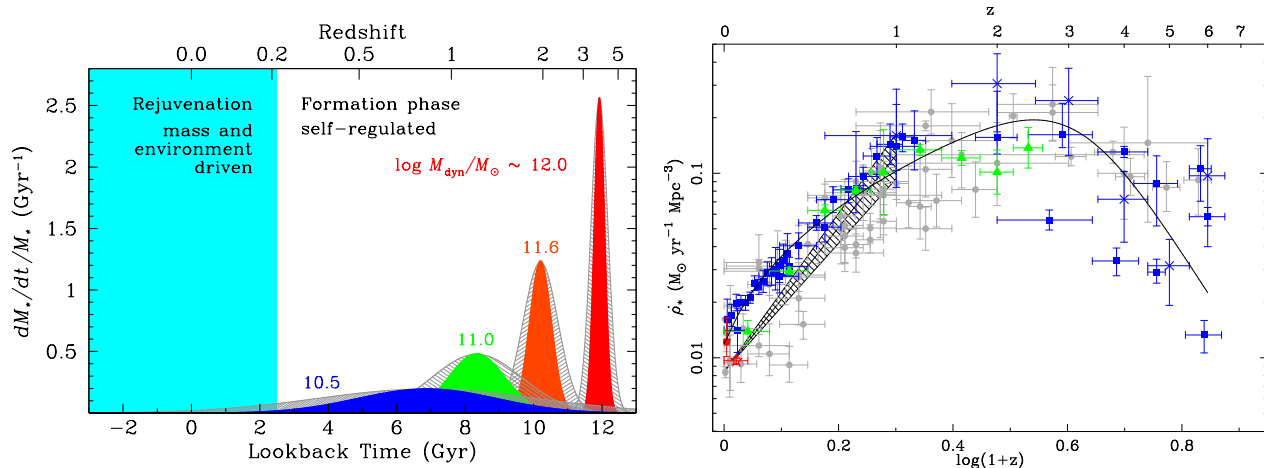 Redshift
0.0 0.2 0.5 1 2 3 5
Rejuvenation
mass and
environment
driven
Formation phase
self-regulated
log M_dyn/M_⊙ ~ 12.0
11.6
11.0
10.5
2.5
2
1.5
1
0.5
dM_*/dt/M_* (Gyr⁻¹)
−2 0 2 4 6 8 10 12
Lookback Time (Gyr)
z
0 1 2 3 4 5 6 7
0.1
0.01
ρ̇_* (M_⊙ yr⁻¹ Mpc⁻³)
0 0.2 0.4 0.6 0.8
log(1+z)